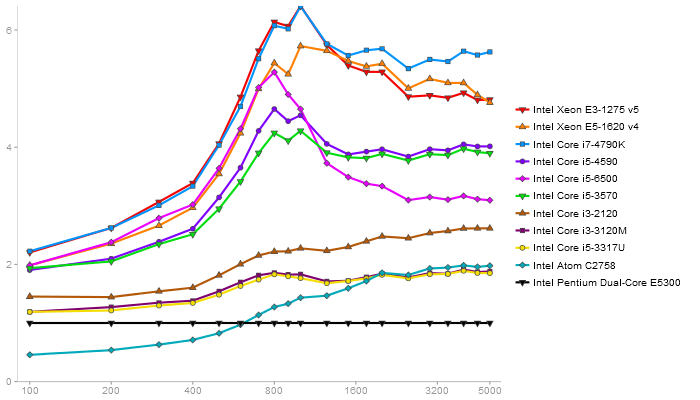 6
4
2
0
100
200
400
800
1600
3200
5000
Intel Xeon E3-1275 v5
Intel Xeon E5-1620 v4
Intel Core i7-4790K
Intel Core i5-4590
Intel Core i5-6500
Intel Core i5-3570
Intel Core i3-2120
Intel Core i3-3120M
Intel Core i5-3317U
Intel Atom C2758
Intel Pentium Dual-Core E5300